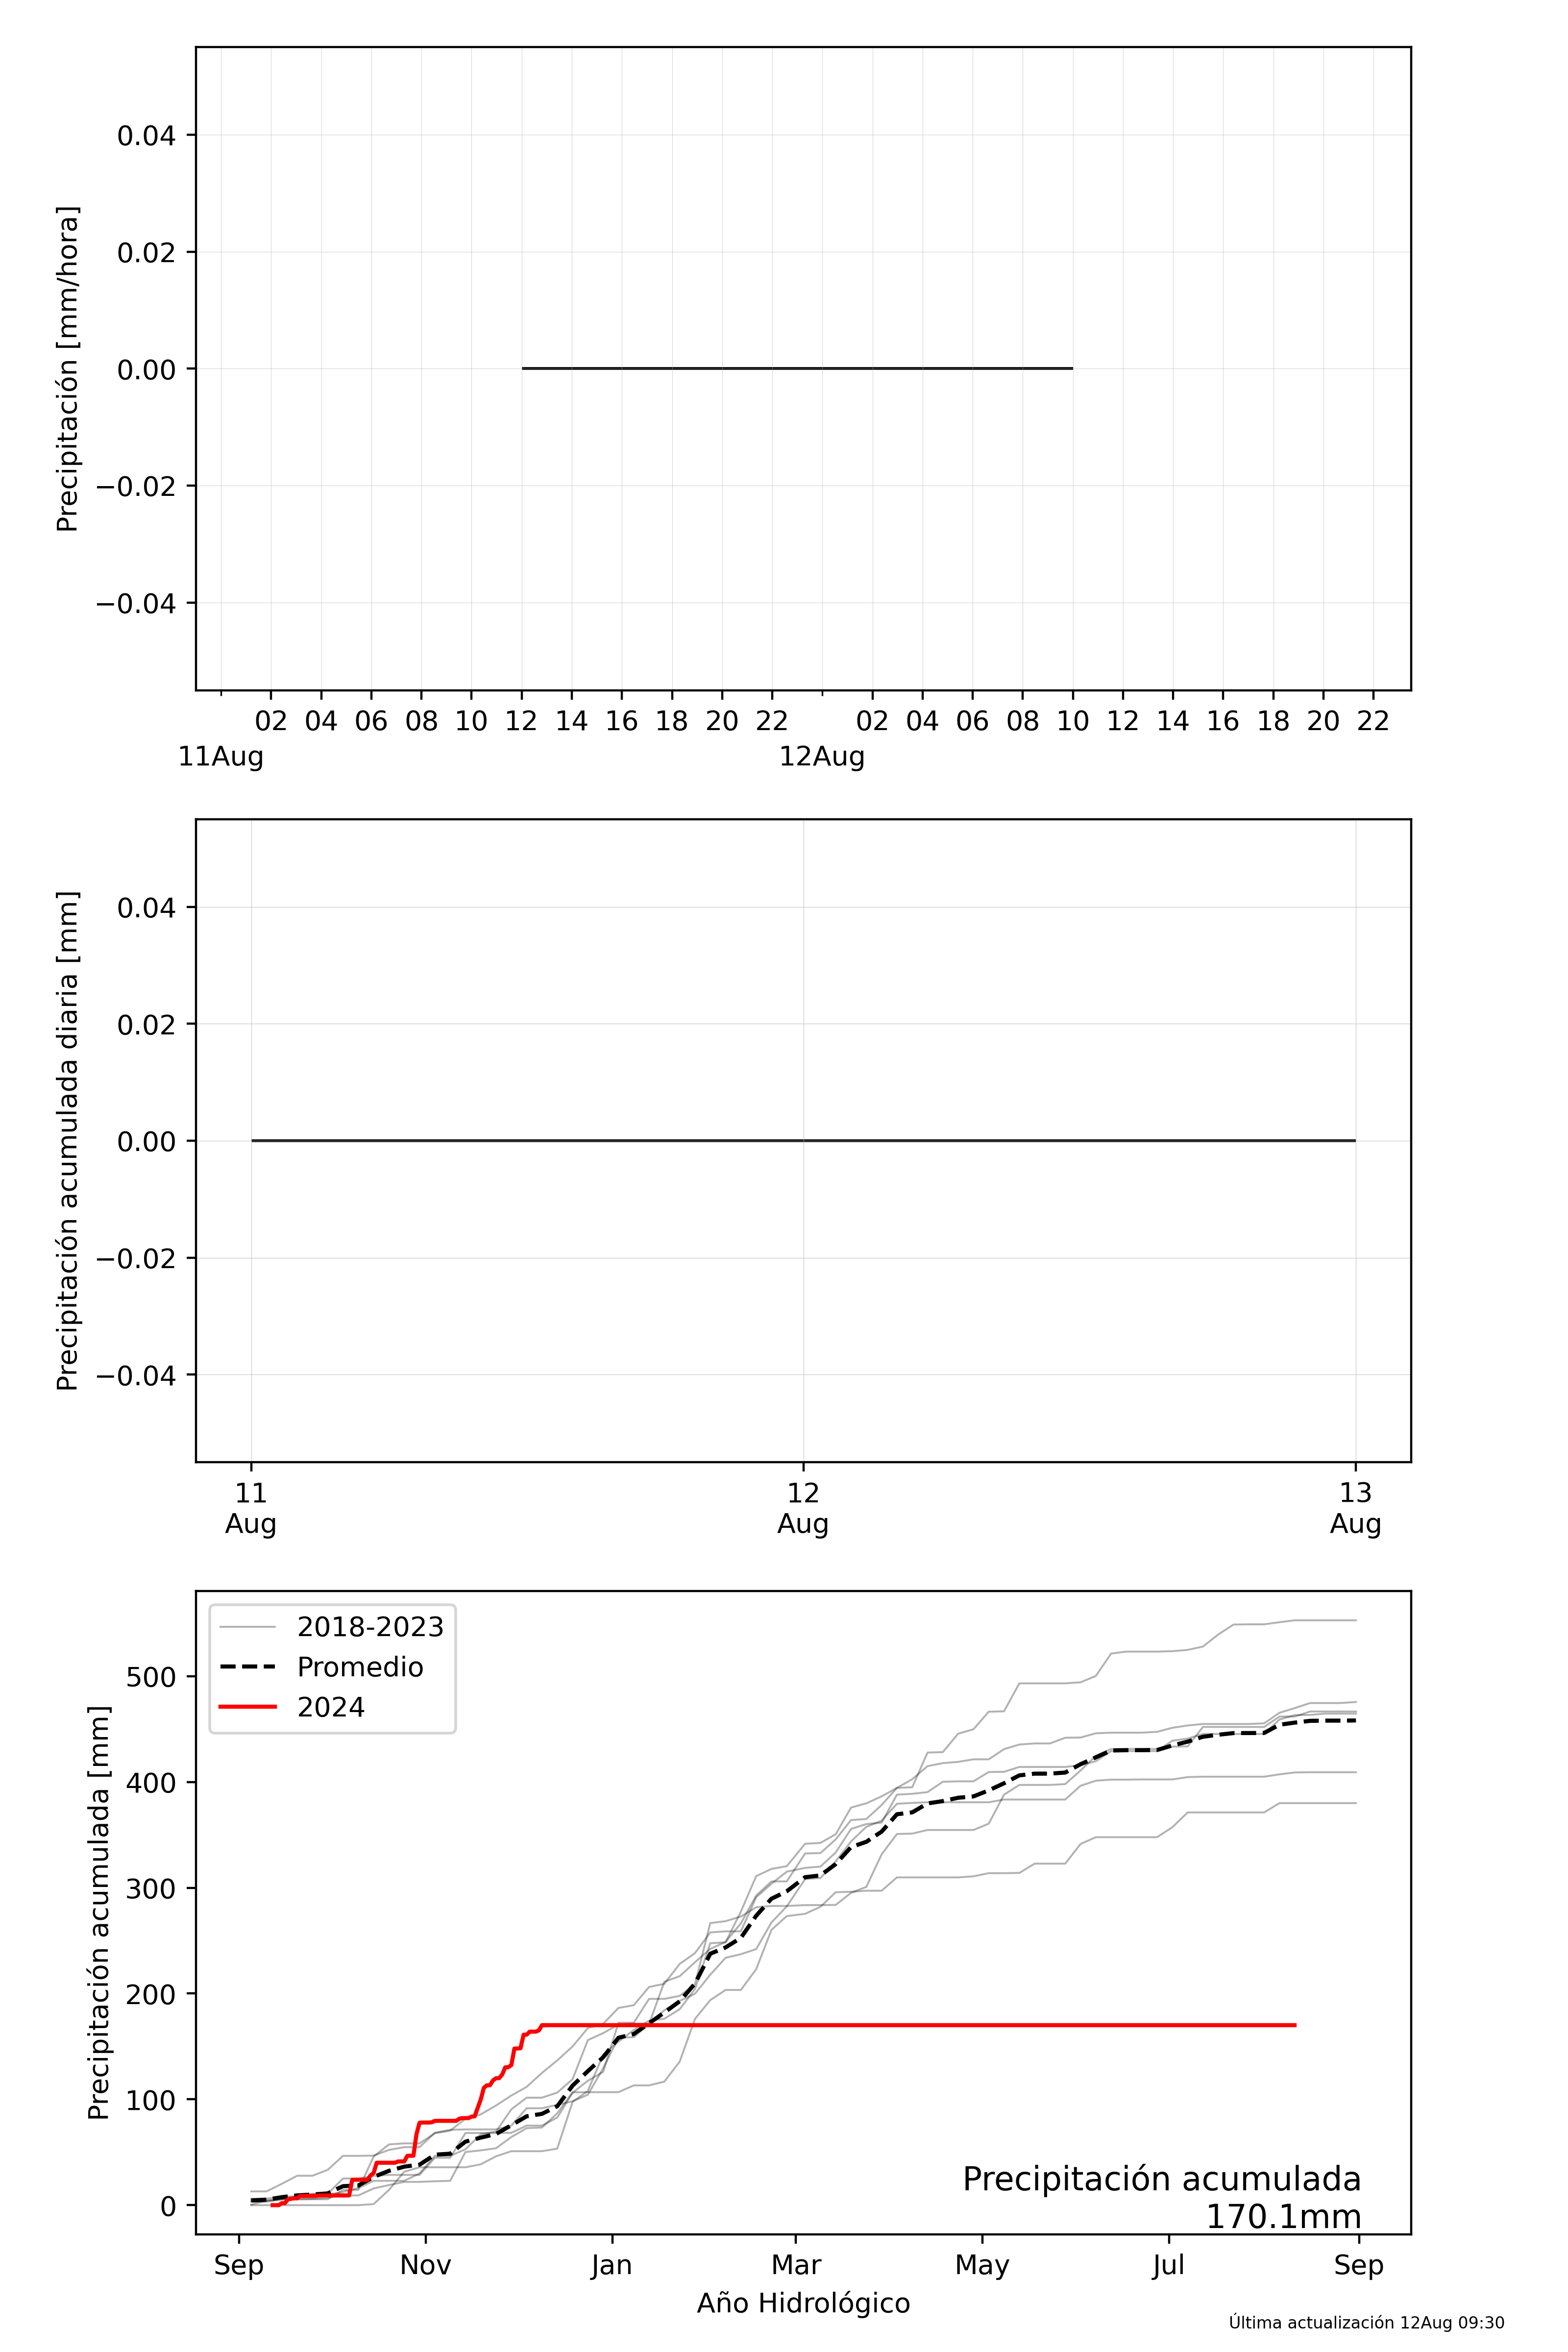 0.04
0.02
0.00
−0.02
−0.04
Precipitación [mm/hora]
02 04 06 08 10 12 14 16 18 20 22 02 04 06 08 10 12 14 16 18 20 22
11Aug 12Aug
0.04
0.02
0.00
−0.02
−0.04
Precipitación acumulada diaria [mm]
11 12 13
Aug Aug Aug
2018-2023
Promedio
2024
500
400
300
200
100
0
Precipitación acumulada [mm]
Precipitación acumulada
170.1mm
Sep Nov Jan Mar May Jul Sep
Año Hidrológico
Última actualización 12Aug 09:30